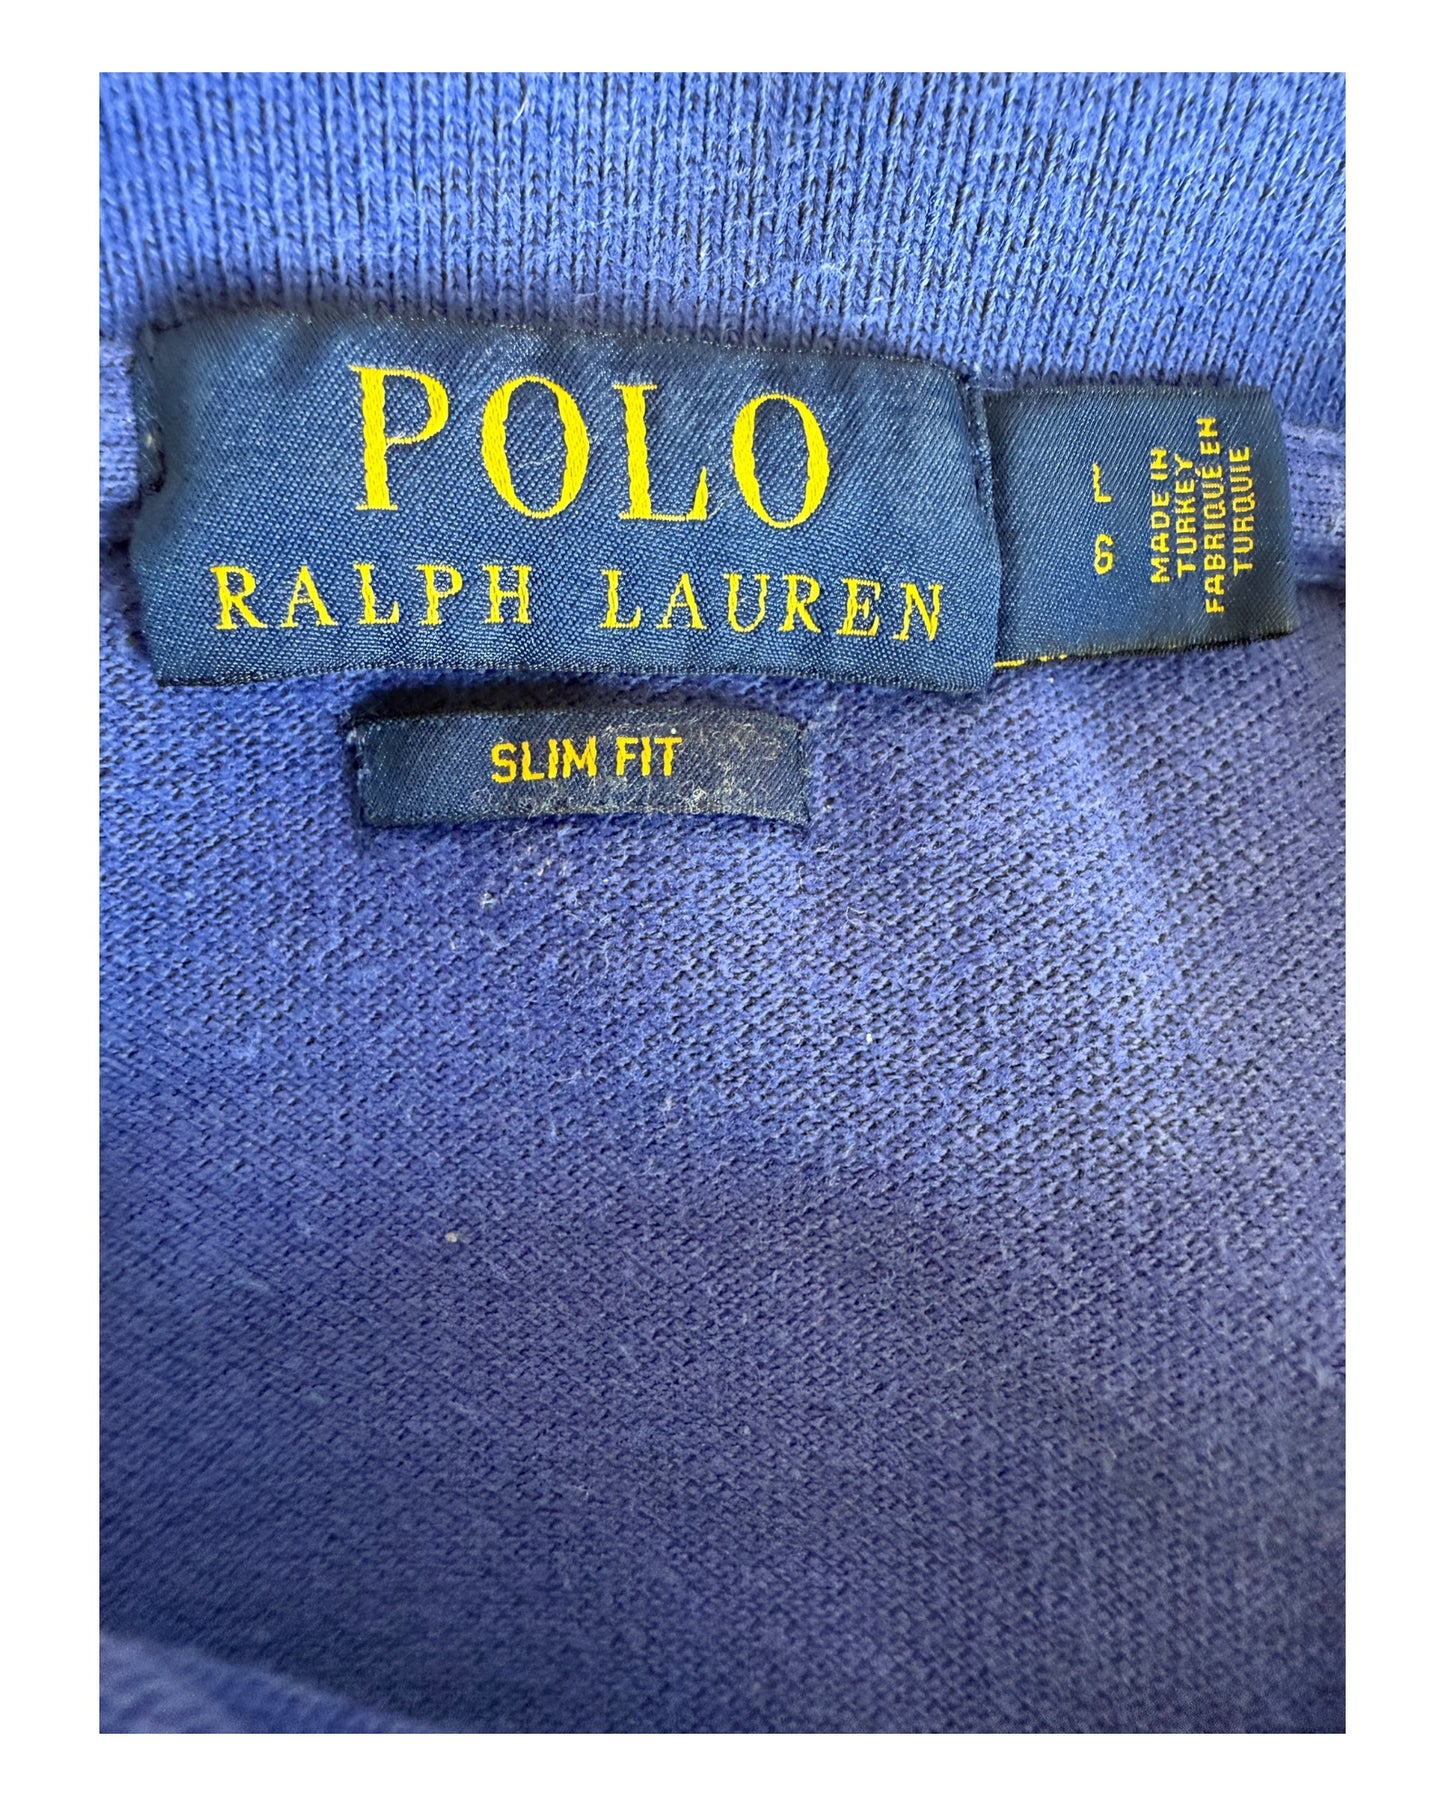 POLO
RALPH LAUREN
L
G
MADE IN
TURKEY
FABRIQUÉ EN
TURQUIE
SLIM FIT